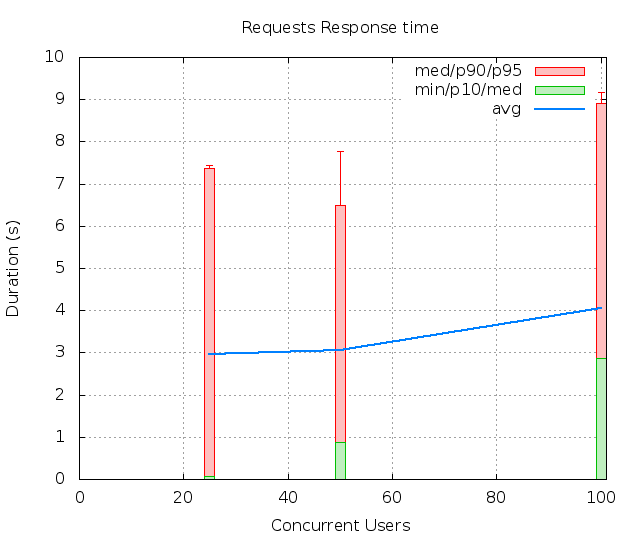 Requests Response time
10
9
8
7
6
5
4
3
2
1
0
Duration (s)
med/p90/p95
min/p10/med
avg
0 20 40 60 80 100
Concurrent Users